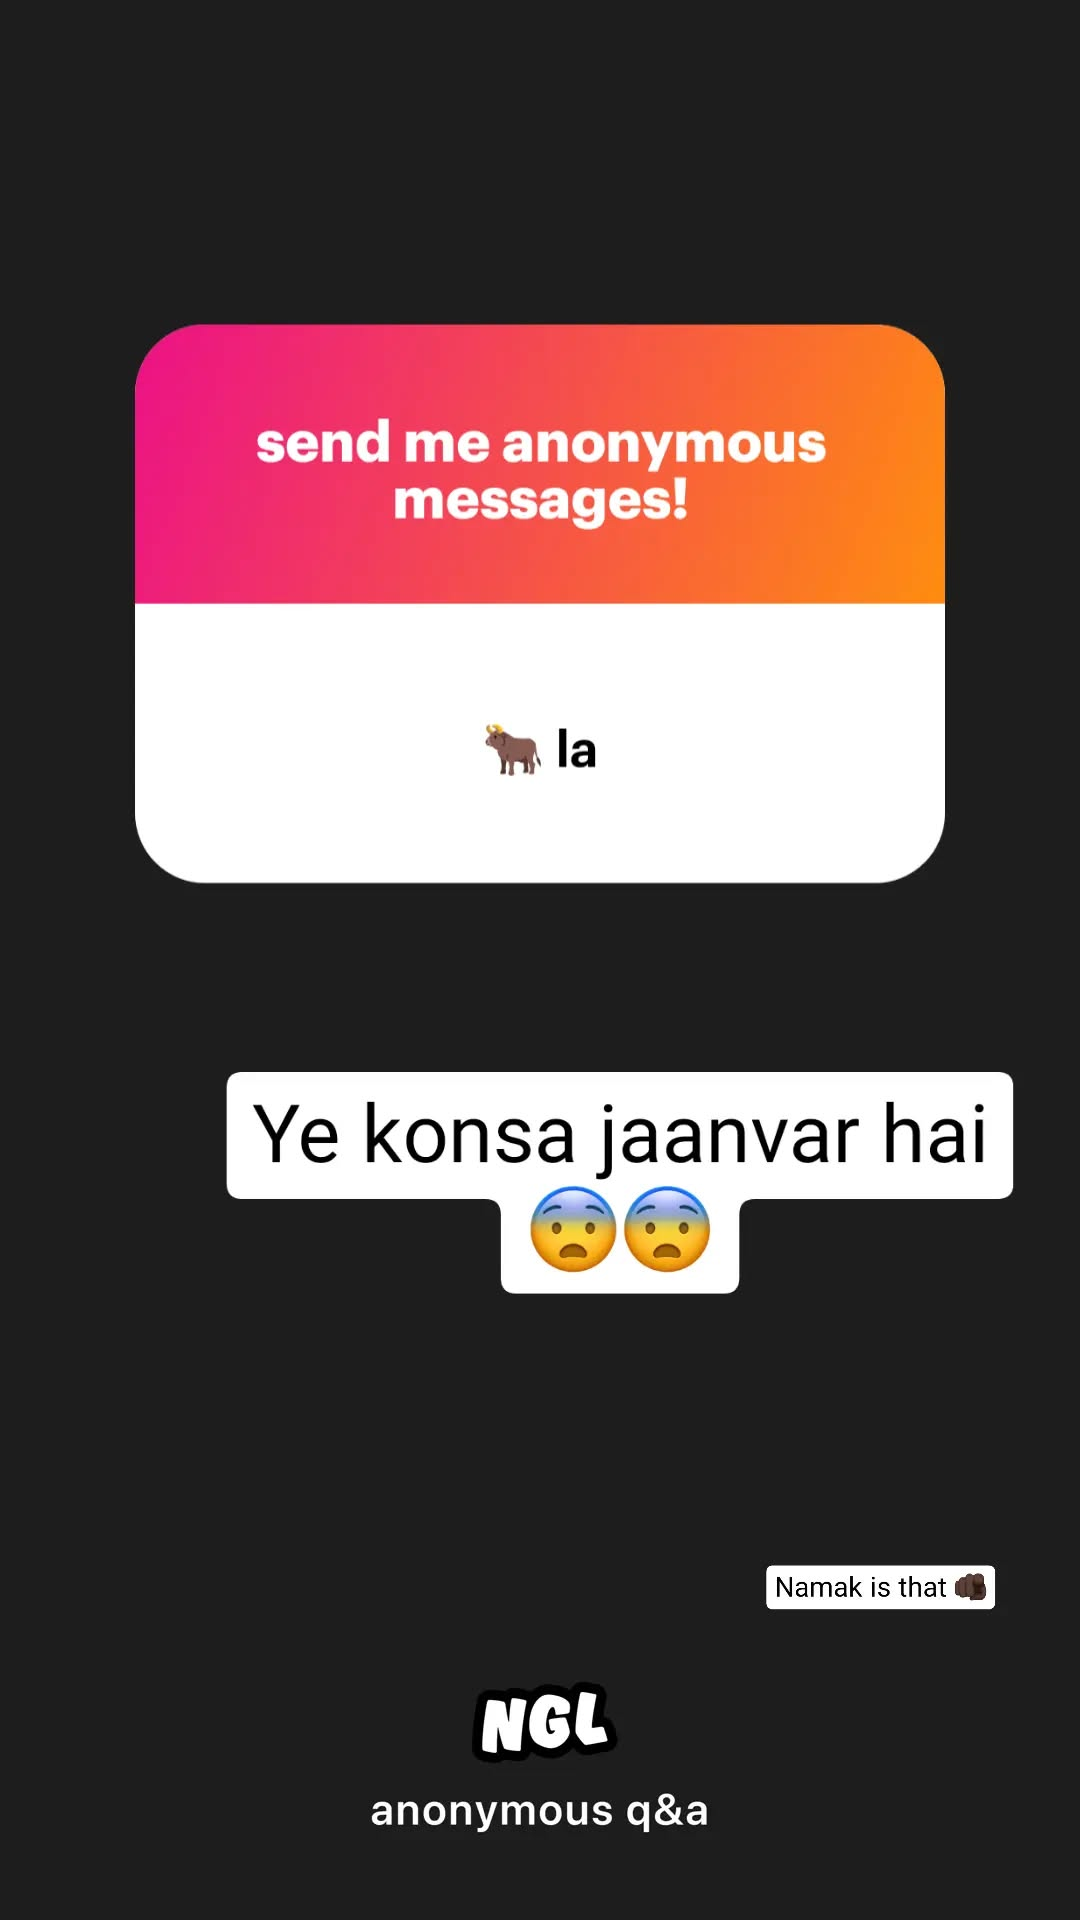 send me anonymous
messages!
🐂 la
Ye konsa jaanvar hai
😨😨
Namak is that 🫵🏿
NGL
anonymous q&a